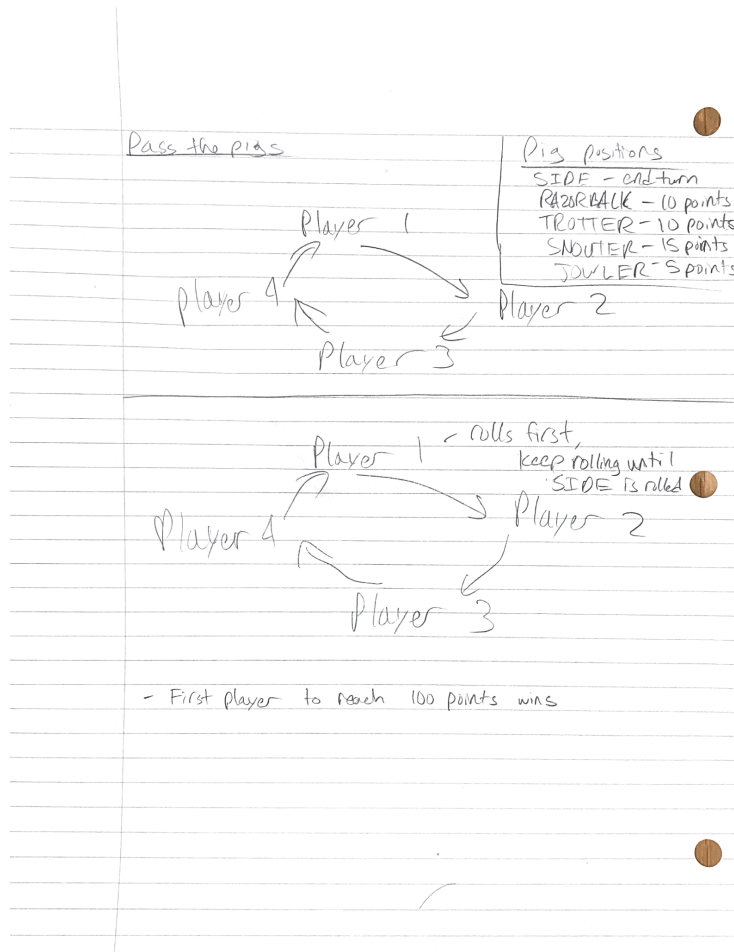 Pass the pigs
Pig positions
SIDE - end turn
RAZORBACK - 10 points
TROTTER - 10 points
SNOUTER - 15 points
JOWLER - 5 points
Player 1
Player 4
Player 2
Player 3
Player 1 - rolls first,
keep rolling until
SIDE is rolled
Player 2
Player 4
Player 3
- First player to reach 100 points wins